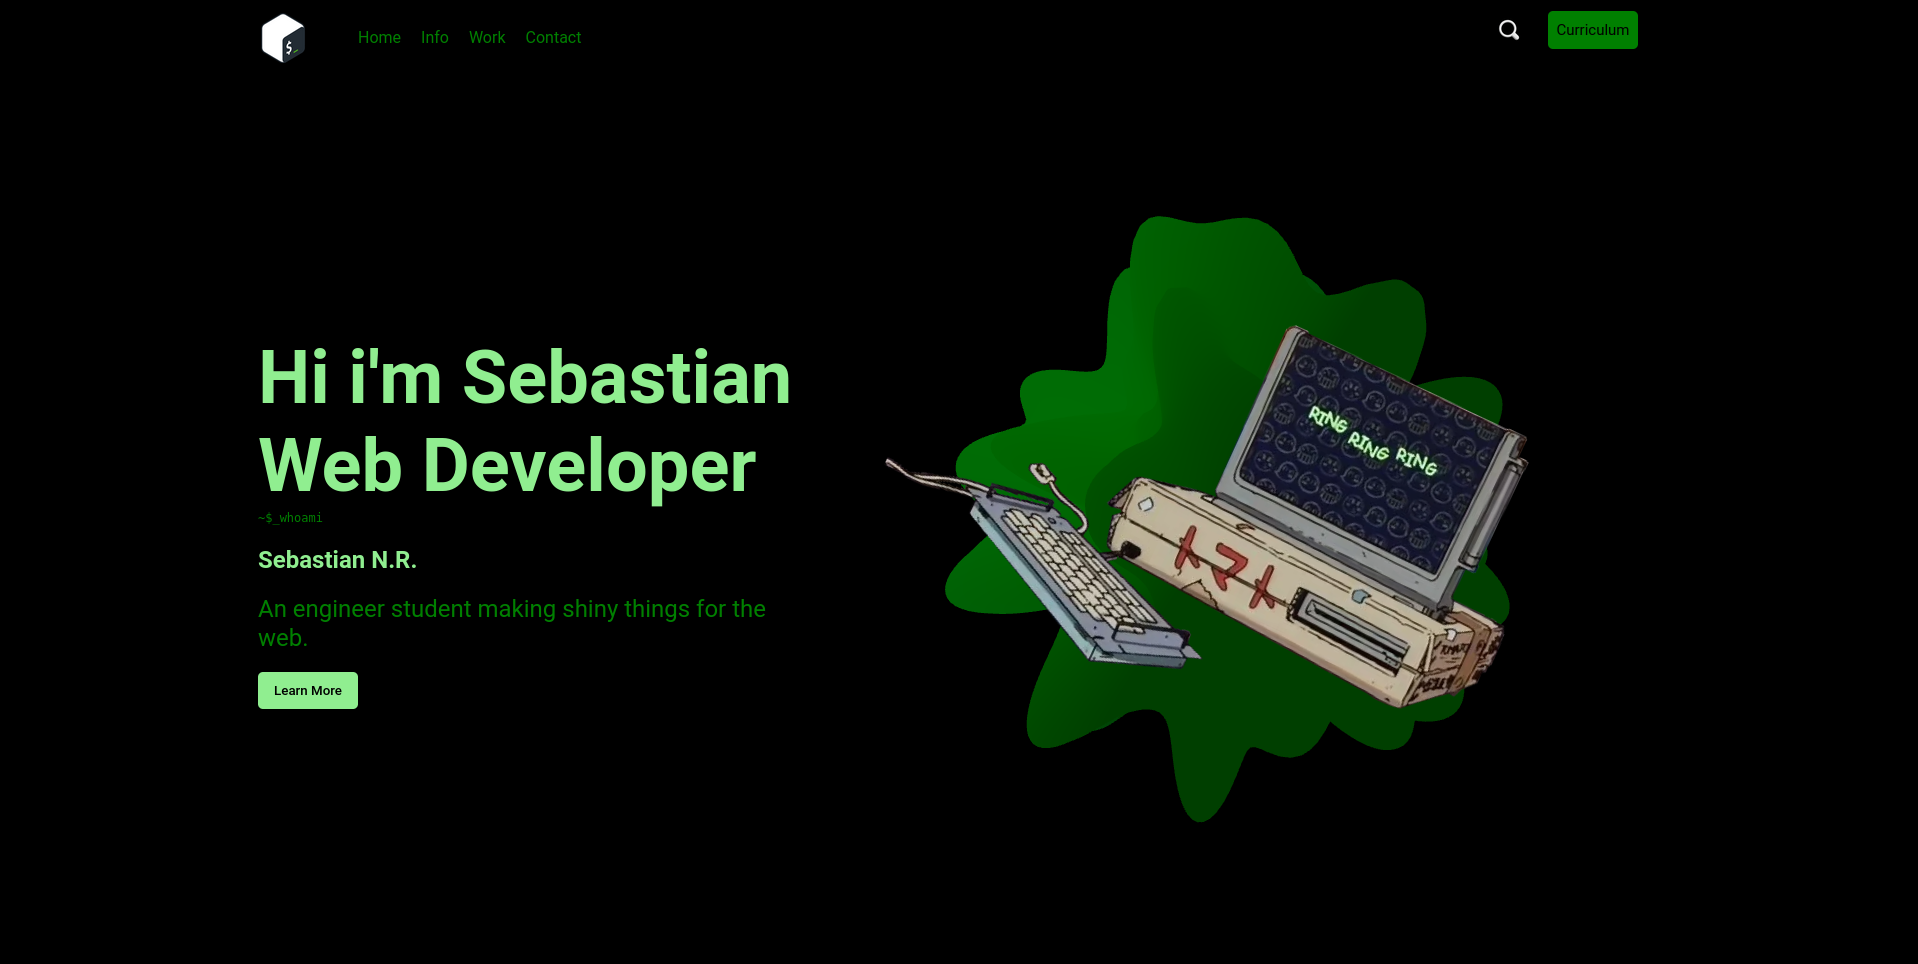 $_
Home Info Work Contact
Curriculum
Hi i'm Sebastian
Web Developer
~$_whoami
Sebastian N.R.
An engineer student making shiny things for the
web.
Learn More
RING RING RING